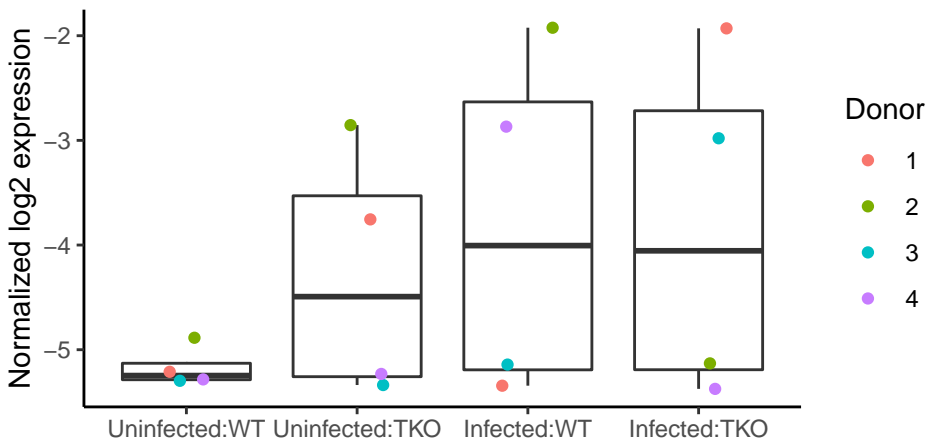 Normalized log2 expression
−2
−3
−4
−5
Uninfected:WT
Uninfected:TKO
Infected:WT
Infected:TKO
Donor
1
2
3
4